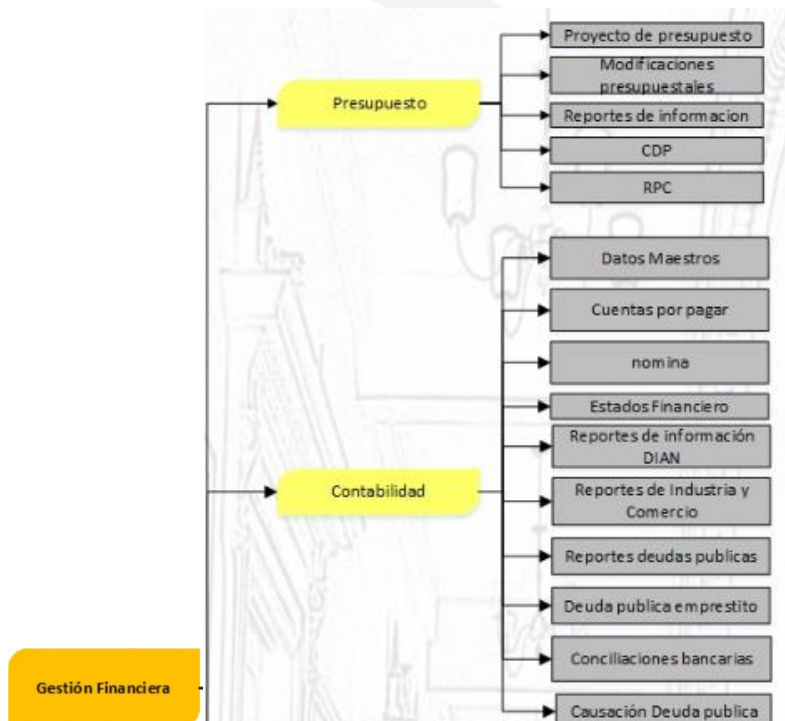 Proyecto de presupuesto
Modificaciones
presupuestales
Presupuesto
Reportes de informacion
CDP
RPC
Datos Maestros
Cuentas por pagar
nomina
Estados Financiero
Reportes de información
DIAN
Contabilidad
Reportes de Industria y
Comercio
Reportes deudas publicas
Deuda publica emprestito
Conciliaciones bancarias
Gestión Financiera
Causación Deuda publica